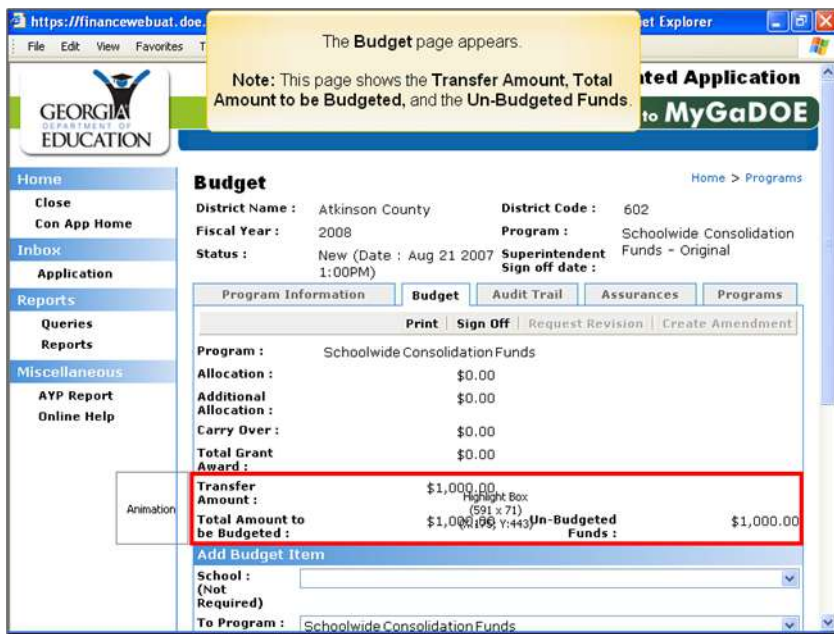 https://financewebuat.doe.
et Explorer
File Edit View Favorites T
The Budget page appears.
Note: This page shows the Transfer Amount, Total
Amount to be Budgeted, and the Un-Budgeted Funds.
ted Application
to MyGaDOE
GEORGIA
DEPARTMENT OF
EDUCATION
Home
Close
Con App Home
Inbox
Application
Reports
Queries
Reports
Miscellaneous
AYP Report
Online Help
Budget
Home > Programs
District Name : Atkinson County District Code : 602
Fiscal Year : 2008 Program : Schoolwide Consolidation
Funds - Original
Status : New (Date : Aug 21 2007
1:00PM)
Superintendent
Sign off date :
Program Information Budget Audit Trail Assurances Programs
Print Sign Off Request Revision Create Amendment
Program : Schoolwide Consolidation Funds
Allocation : $0.00
Additional
Allocation : $0.00
Carry Over : $0.00
Total Grant
Award : $0.00
Animation
Transfer
Amount : $1,000.00
Highlight Box
(591 x 71)
(X:175, Y:443)
Total Amount to
be Budgeted : $1,000.00
Un-Budgeted
Funds : $1,000.00
Add Budget Item
School :
(Not
Required)
To Program : Schoolwide Consolidation Funds